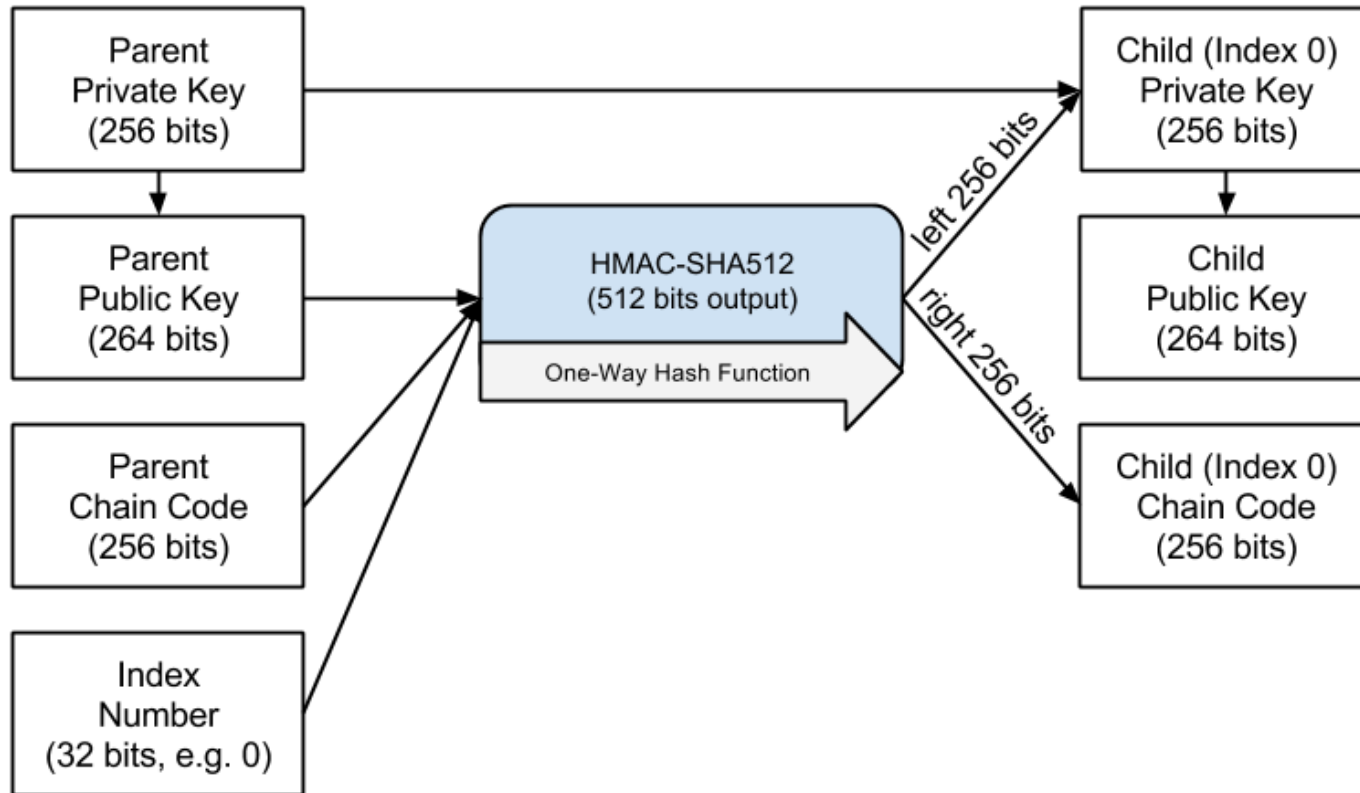 Parent
Private Key
(256 bits)
Parent
Public Key
(264 bits)
Parent
Chain Code
(256 bits)
Index
Number
(32 bits, e.g. 0)
HMAC-SHA512
(512 bits output)
One-Way Hash Function
left 256 bits
right 256 bits
Child (Index 0)
Private Key
(256 bits)
Child
Public Key
(264 bits)
Child (Index 0)
Chain Code
(256 bits)